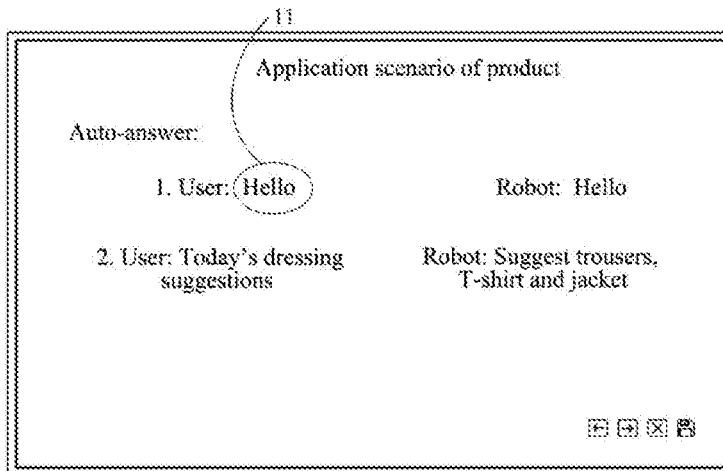 11
Application scenario of product
Auto-answer:
1. User: Hello Robot: Hello
2. User: Today's dressing Robot: Suggest trousers,
suggestions T-shirt and jacket